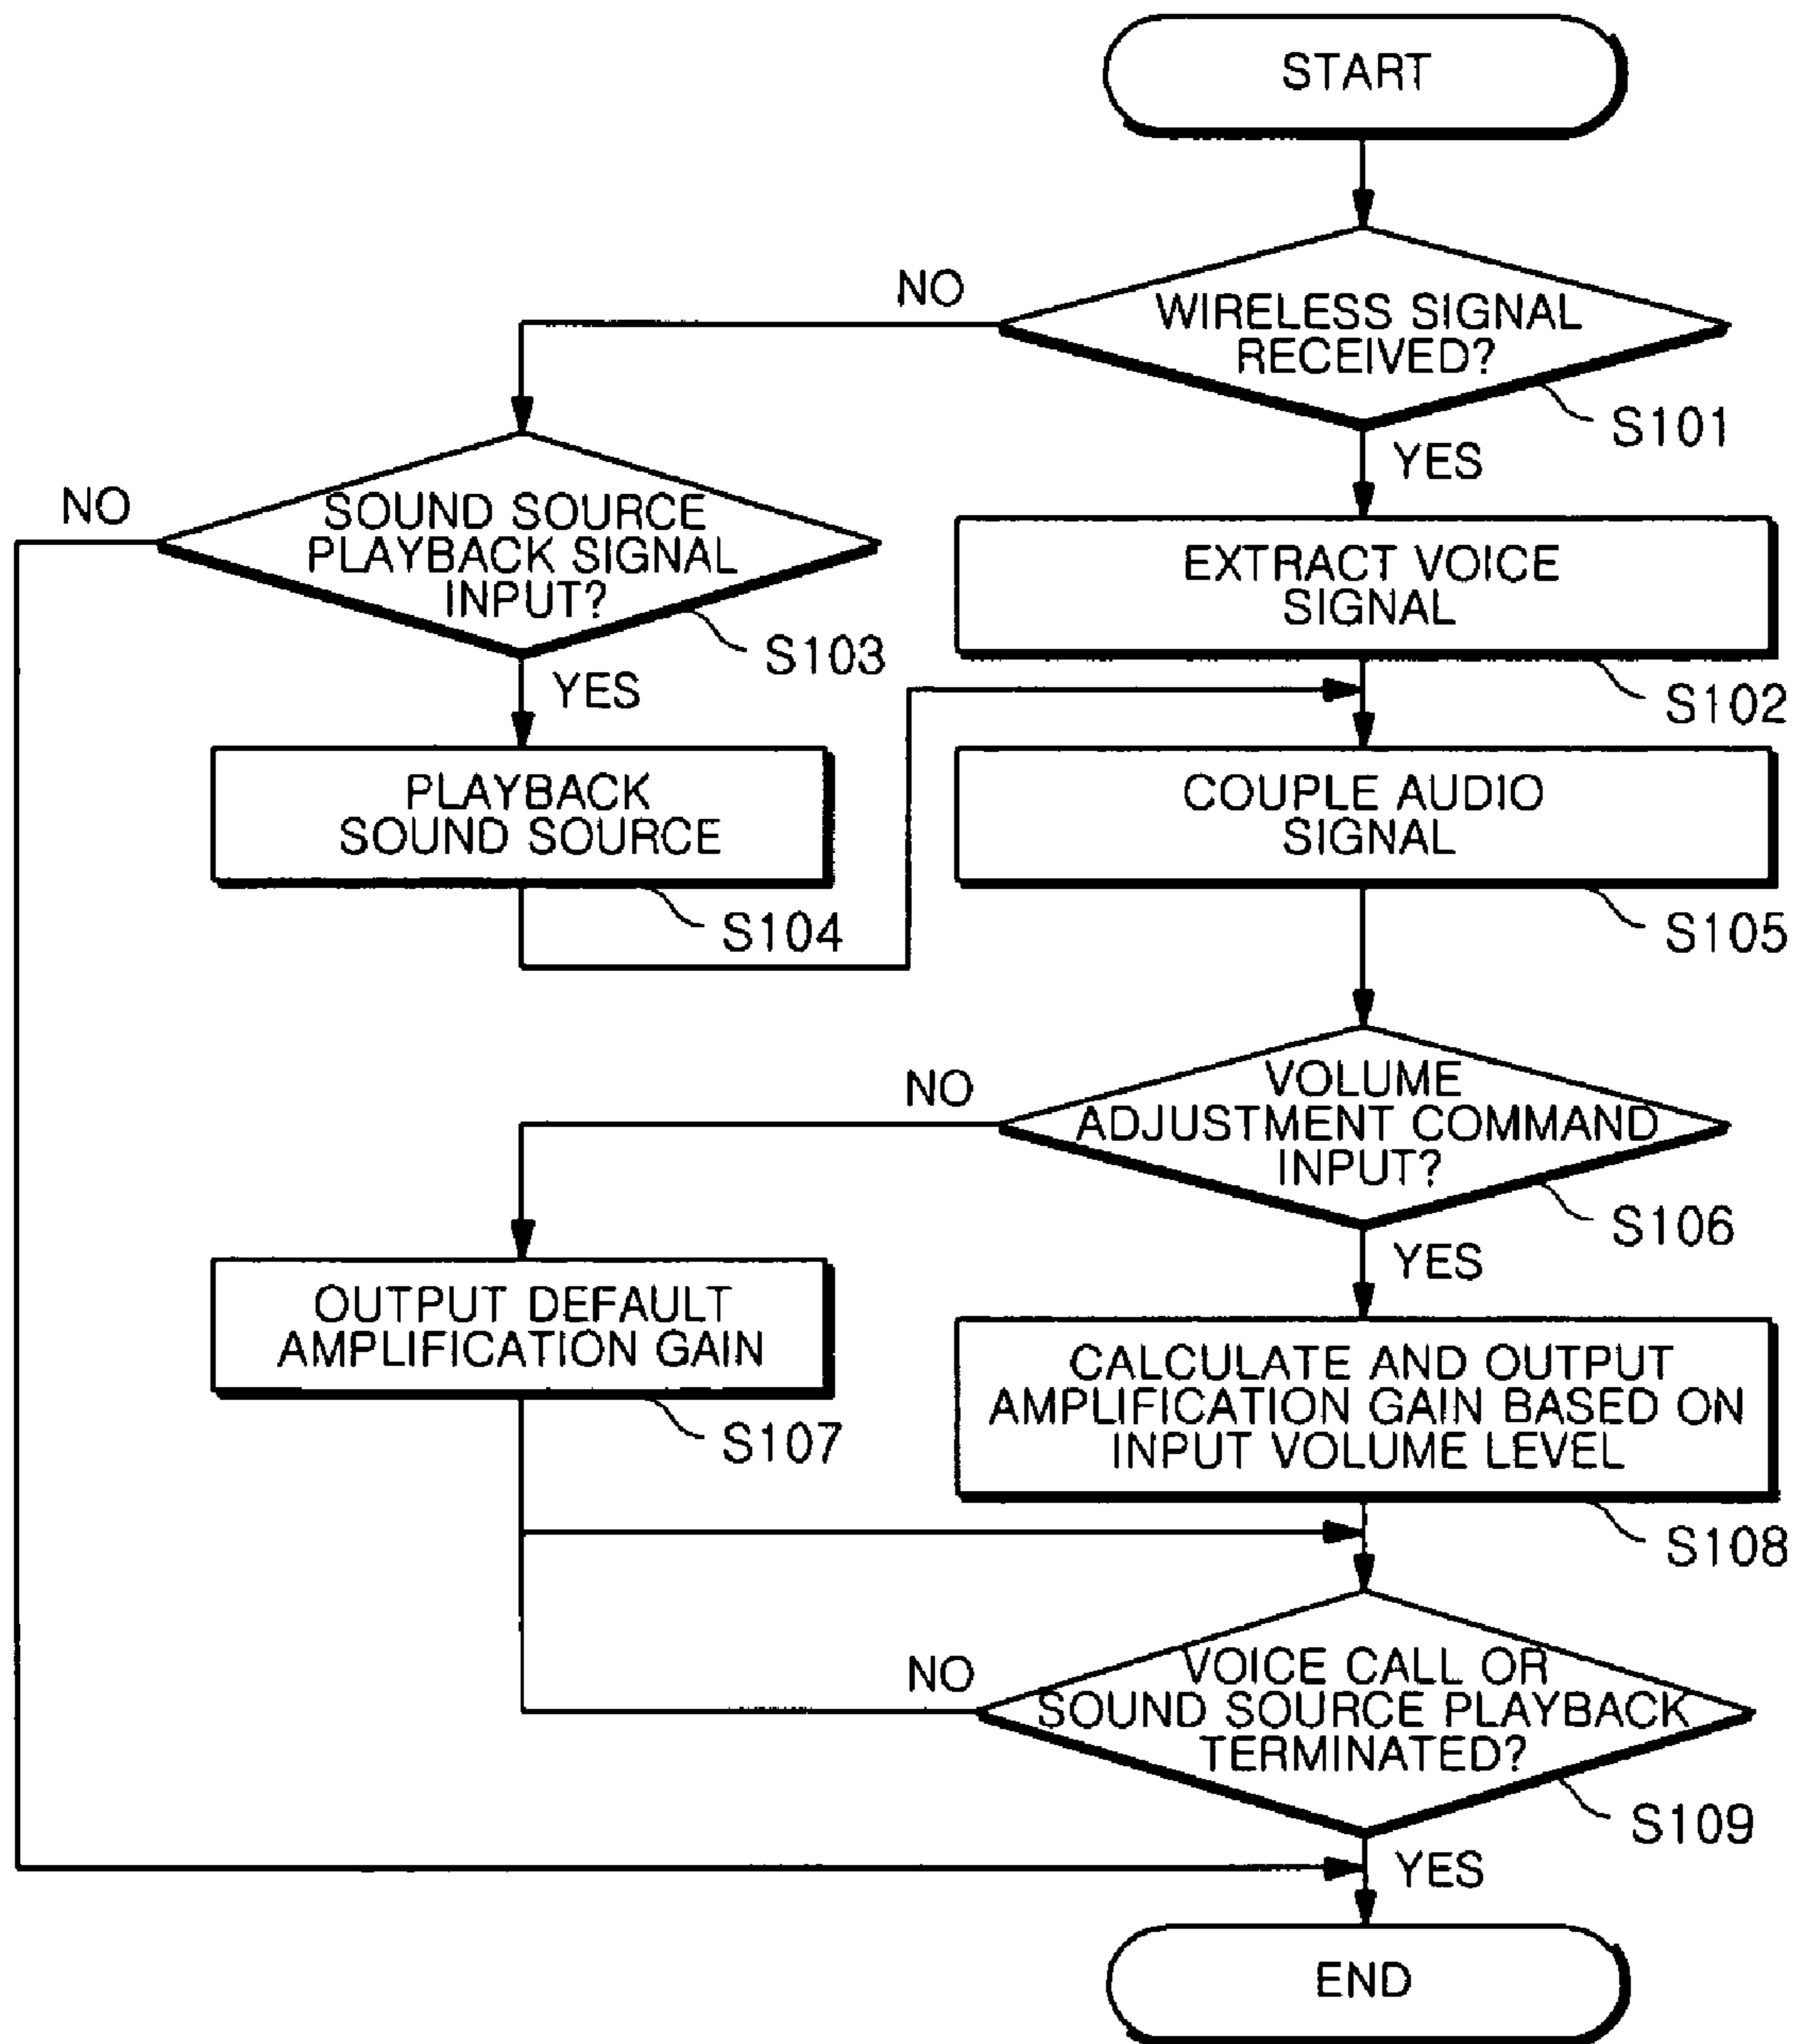 START
NO
WIRELESS SIGNAL
RECEIVED?
S101
YES
NO
SOUND SOURCE
PLAYBACK SIGNAL
INPUT?
S103
YES
EXTRACT VOICE
SIGNAL
S102
PLAYBACK
SOUND SOURCE
S104
COUPLE AUDIO
SIGNAL
S105
NO
VOLUME
ADJUSTMENT COMMAND
INPUT?
S106
YES
OUTPUT DEFAULT
AMPLIFICATION GAIN
S107
CALCULATE AND OUTPUT
AMPLIFICATION GAIN BASED ON
INPUT VOLUME LEVEL
S108
NO
VOICE CALL OR
SOUND SOURCE PLAYBACK
TERMINATED?
S109
YES
END